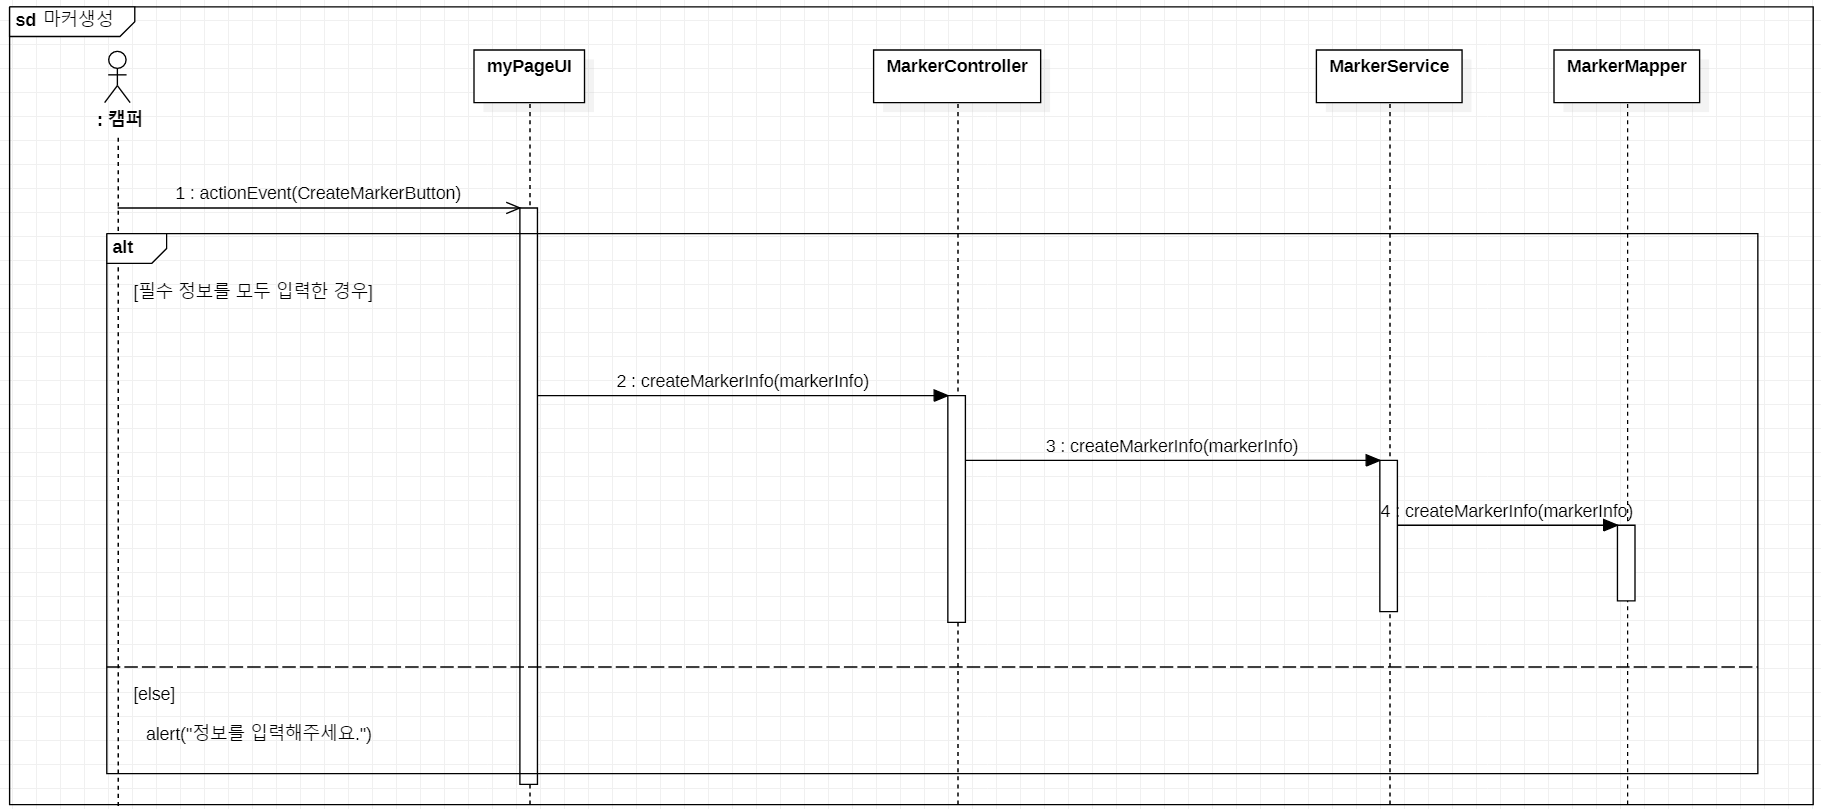 sd 마커생성
: 캠퍼
myPageUI
MarkerController
MarkerService
MarkerMapper
1 : actionEvent(CreateMarkerButton)
alt
[필수 정보를 모두 입력한 경우]
2 : createMarkerInfo(markerInfo)
3 : createMarkerInfo(markerInfo)
4 : createMarkerInfo(markerInfo)
[else]
alert("정보를 입력해주세요.")